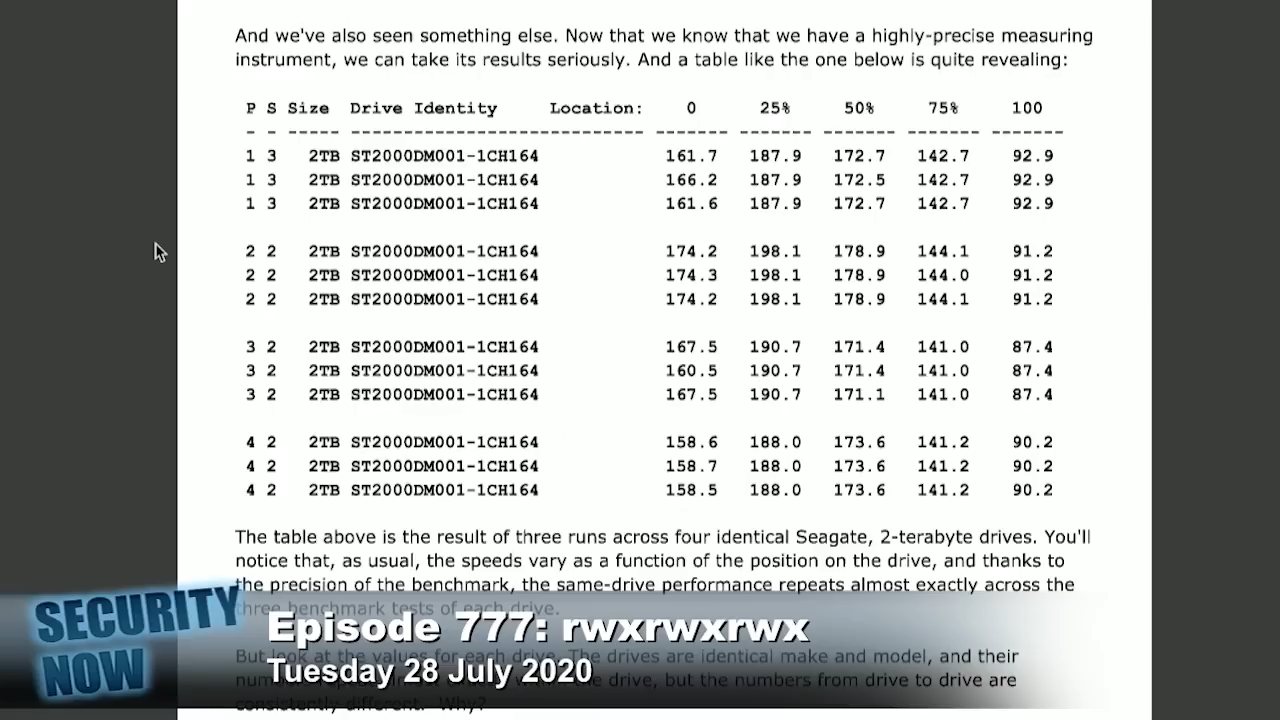 And we've also seen something else. Now that we know that we have a highly-precise measuring
instrument, we can take its results seriously. And a table like the one below is quite revealing:
P S Size Drive Identity Location: 0 25% 50% 75% 100
- - ----- ---------------------------- ------- ------- ------- ------- -------
1 3 2TB ST2000DM001-1CH164 161.7 187.9 172.7 142.7 92.9
1 3 2TB ST2000DM001-1CH164 166.2 187.9 172.5 142.7 92.9
1 3 2TB ST2000DM001-1CH164 161.6 187.9 172.7 142.7 92.9
2 2 2TB ST2000DM001-1CH164 174.2 198.1 178.9 144.1 91.2
2 2 2TB ST2000DM001-1CH164 174.3 198.1 178.9 144.0 91.2
2 2 2TB ST2000DM001-1CH164 174.2 198.1 178.9 144.1 91.2
3 2 2TB ST2000DM001-1CH164 167.5 190.7 171.4 141.0 87.4
3 2 2TB ST2000DM001-1CH164 160.5 190.7 171.4 141.0 87.4
3 2 2TB ST2000DM001-1CH164 167.5 190.7 171.1 141.0 87.4
4 2 2TB ST2000DM001-1CH164 158.6 188.0 173.6 141.2 90.2
4 2 2TB ST2000DM001-1CH164 158.7 188.0 173.6 141.2 90.2
4 2 2TB ST2000DM001-1CH164 158.5 188.0 173.6 141.2 90.2
The table above is the result of three runs across four identical Seagate, 2-terabyte drives. You'll
notice that, as usual, the speeds vary as a function of the position on the drive, and thanks to
the precision of the benchmark, the same-drive performance repeats almost exactly across the
three benchmark tests of each drive.
But look at the values for each drive. The drives are identical make and model, and their
drive, but the numbers from drive to drive are
consistently different. Why?
SECURITY
NOW
Episode 777: rwxrwxrwx
Tuesday 28 July 2020